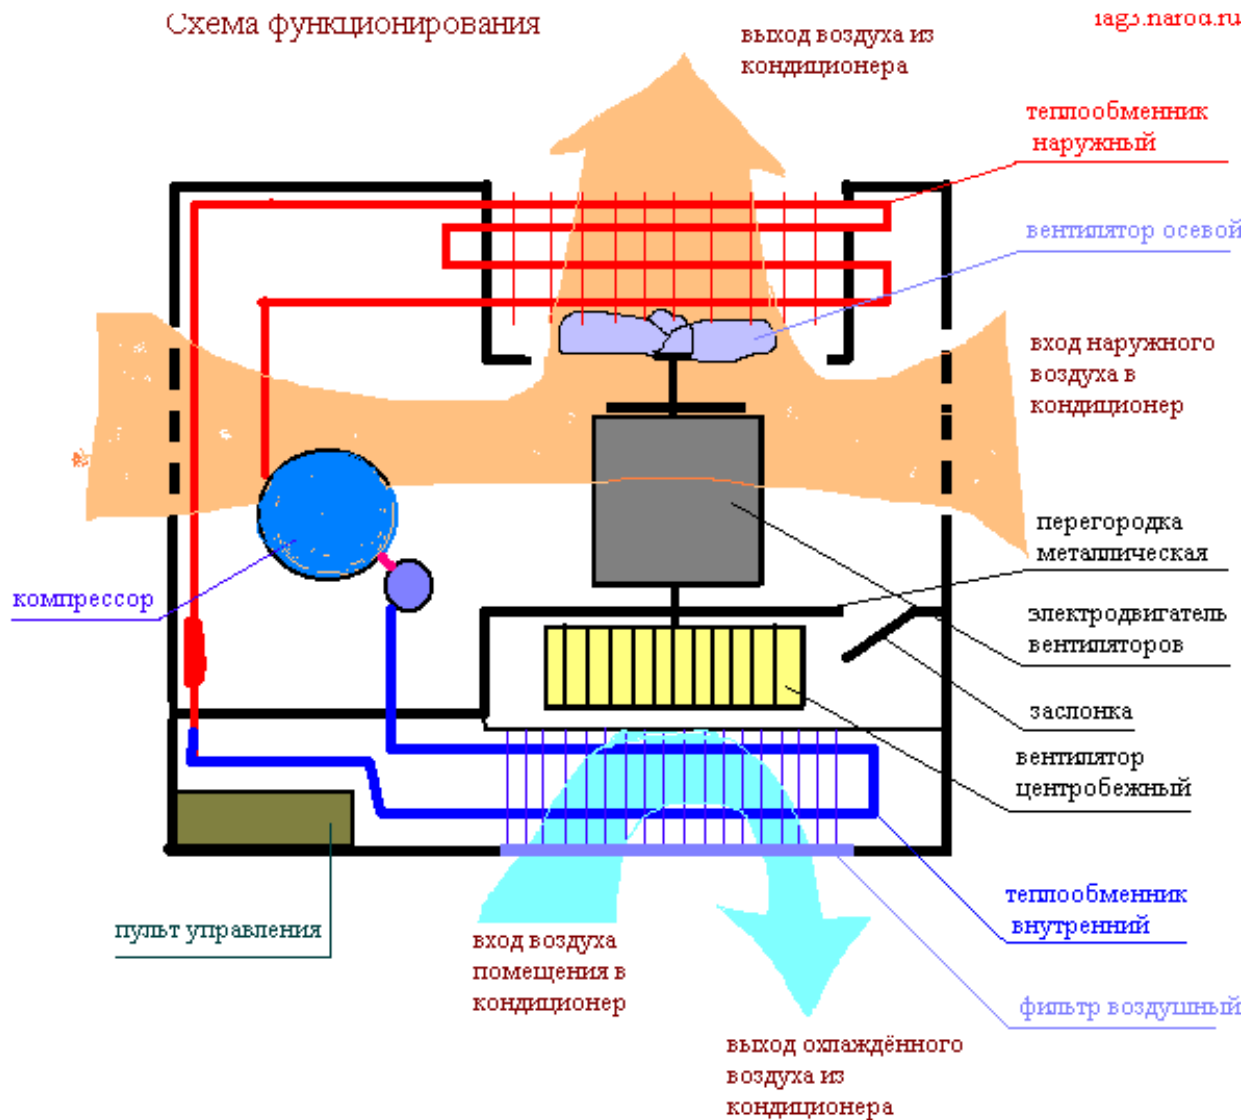 Схема функционирования
выход воздуха из
кондиционера
теплообменник
наружный
вентилятор осевой
вход наружного
воздуха в
кондиционер
перегородка
металлическая
компрессор
электродвигатель
вентиляторов
заслонка
вентилятор
центробежный
теплообменник
внутренний
пульт управления
вход воздуха
помещения в
кондиционер
фильтр воздушный
выход охлаждённого
воздуха из
кондиционера